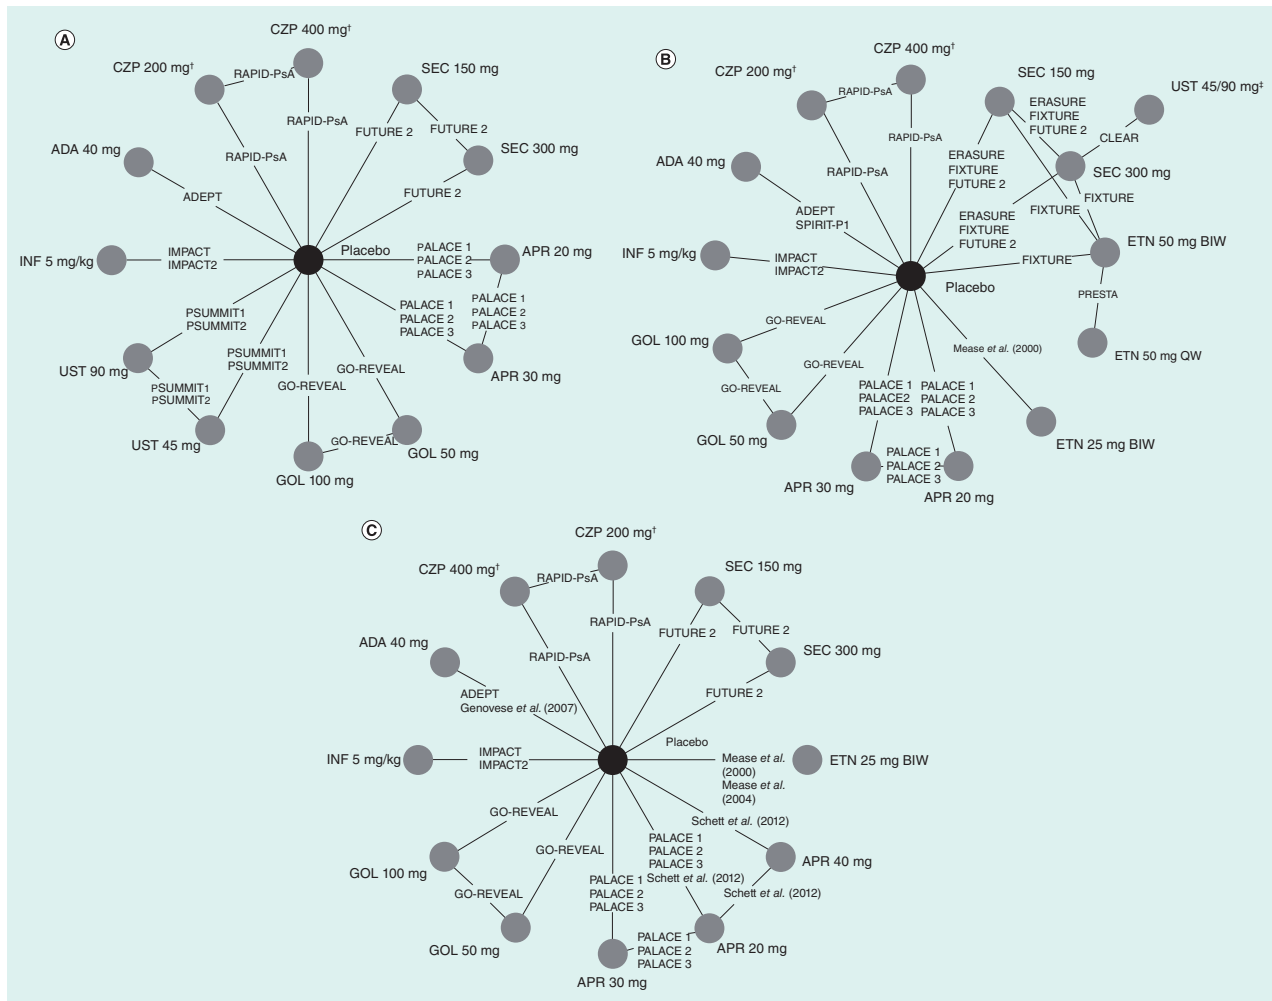 A
CZP 400 mg†
CZP 200 mg†
RAPID-PsA
SEC 150 mg
RAPID-PsA
FUTURE 2
FUTURE 2
ADA 40 mg
RAPID-PsA
SEC 300 mg
ADEPT
FUTURE 2
INF 5 mg/kg
IMPACT
IMPACT2
Placebo
PALACE 1
PALACE 2
PALACE 3
APR 20 mg
PSUMMIT1
PSUMMIT2
PALACE 1
PALACE 2
PALACE 3
PALACE 1
PALACE 2
PALACE 3
UST 90 mg
PSUMMIT1
PSUMMIT2
GO-REVEAL
APR 30 mg
PSUMMIT1
PSUMMIT2
GO-REVEAL
UST 45 mg
GO-REVEAL
GOL 50 mg
GOL 100 mg
B
CZP 400 mg†
CZP 200 mg†
RAPID-PsA
SEC 150 mg
UST 45/90 mg‡
ERASURE
FIXTURE
FUTURE 2
RAPID-PsA
CLEAR
ADA 40 mg
RAPID-PsA
ERASURE
FIXTURE
FUTURE 2
SEC 300 mg
FIXTURE
FIXTURE
ADEPT
SPIRIT-P1
ERASURE
FIXTURE
FUTURE 2
INF 5 mg/kg
IMPACT
IMPACT2
ETN 50 mg BIW
FIXTURE
Placebo
PRESTA
GO-REVEAL
GOL 100 mg
Mease et al. (2000)
ETN 50 mg QW
GO-REVEAL
GO-REVEAL
PALACE 1
PALACE2
PALACE 3
PALACE 1
PALACE 2
PALACE 3
GOL 50 mg
ETN 25 mg BIW
PALACE 1
PALACE 2
PALACE 3
APR 30 mg
APR 20 mg
C
CZP 200 mg†
CZP 400 mg†
RAPID-PsA
SEC 150 mg
RAPID-PsA
FUTURE 2
FUTURE 2
ADA 40 mg
RAPID-PsA
SEC 300 mg
ADEPT
Genovese et al. (2007)
FUTURE 2
Placebo
INF 5 mg/kg
IMPACT
IMPACT2
Mease et al.
(2000)
Mease et al.
(2004)
ETN 25 mg BIW
GO-REVEAL
Schett et al. (2012)
GO-REVEAL
PALACE 1
PALACE 2
PALACE 3
Schett et al. (2012)
APR 40 mg
GOL 100 mg
GO-REVEAL
PALACE 1
PALACE 2
PALACE 3
Schett et al. (2012)
GOL 50 mg
PALACE 1
PALACE 2
PALACE 3
APR 20 mg
APR 30 mg